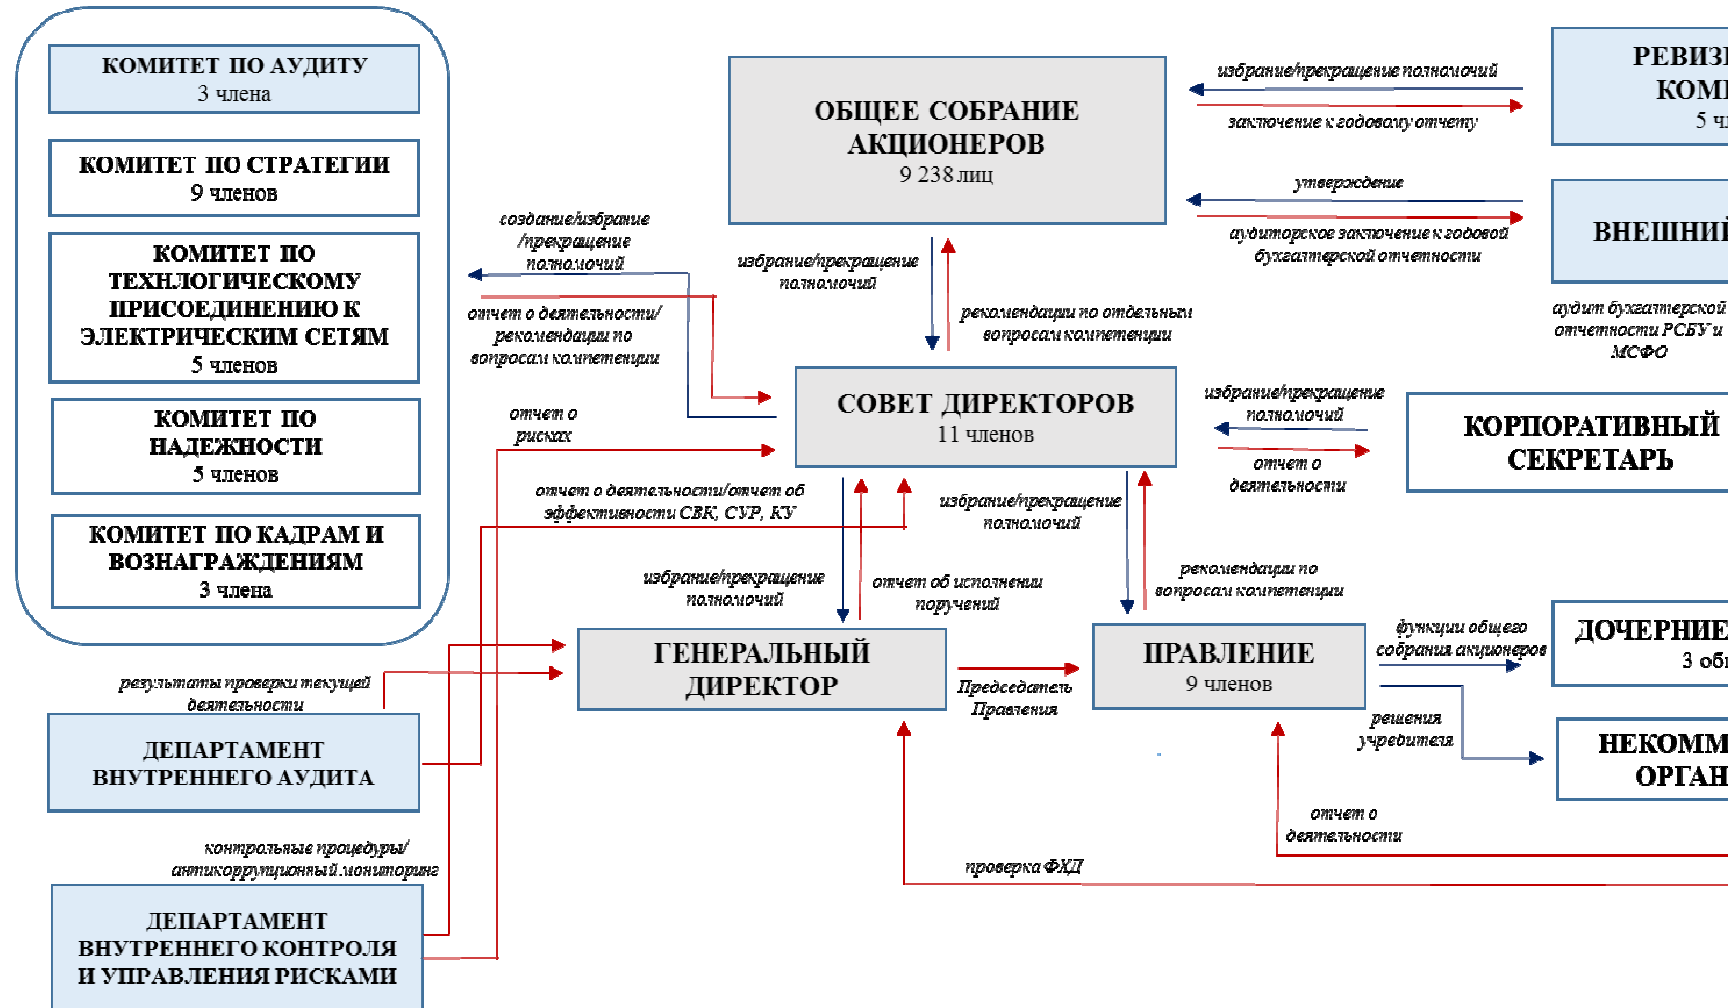 КОМИТЕТ ПО АУДИТУ
3 члена
КОМИТЕТ ПО СТРАТЕГИИ
9 членов
КОМИТЕТ ПО
ТЕХНЛОГИЧЕСКОМУ
ПРИСОЕДИНЕНИЮ К
ЭЛЕКТРИЧЕСКИМ СЕТЯМ
5 членов
КОМИТЕТ ПО
НАДЕЖНОСТИ
5 членов
КОМИТЕТ ПО КАДРАМ И
ВОЗНАГРАЖДЕНИЯМ
3 члена
создание/избрание
/прекращение
полномочий
отчет о деятельности/
рекомендации по
вопросам компетенции
ОБЩЕЕ СОБРАНИЕ
АКЦИОНЕРОВ
9 238 лиц
избрание/прекращение полномочий
заключение к годовому отчету
утверждение
аудиторское заключение к годовой
бухгалтерской отчетности
5 чл
ВНЕШНИЙ
аудит бухгалтерской
отчетности РСБУ и
МСФО
избрание/прекращение
полномочий
рекомендации по отдельным
вопросам компетенции
СОВЕТ ДИРЕКТОРОВ
11 членов
избрание/прекращение
полномочий
отчет о
деятельности
КОРПОРАТИВНЫЙ
СЕКРЕТАРЬ
отчет о
рисках
отчет о деятельности/отчет об
эффективности СВК, СУР, КУ
избрание/прекращение
полномочий
избрание/прекращение
полномочий
отчет об исполнении
поручений
рекомендации по
вопросам компетенции
ГЕНЕРАЛЬНЫЙ
ДИРЕКТОР
Председатель
Правления
ПРАВЛЕНИЕ
9 членов
функции общего
собрания акционеров
ДОЧЕРНИЕ
3 об
решения
учредителя
НЕКОММ
ОРГАН
результаты проверки текущей
деятельности
ДЕПАРТАМЕНТ
ВНУТРЕННЕГО АУДИТА
отчет о
деятельности
проверка ФХД
контрольные процедуры/
антикоррупционный мониторинг
ДЕПАРТАМЕНТ
ВНУТРЕННЕГО КОНТРОЛЯ
И УПРАВЛЕНИЯ РИСКАМИ